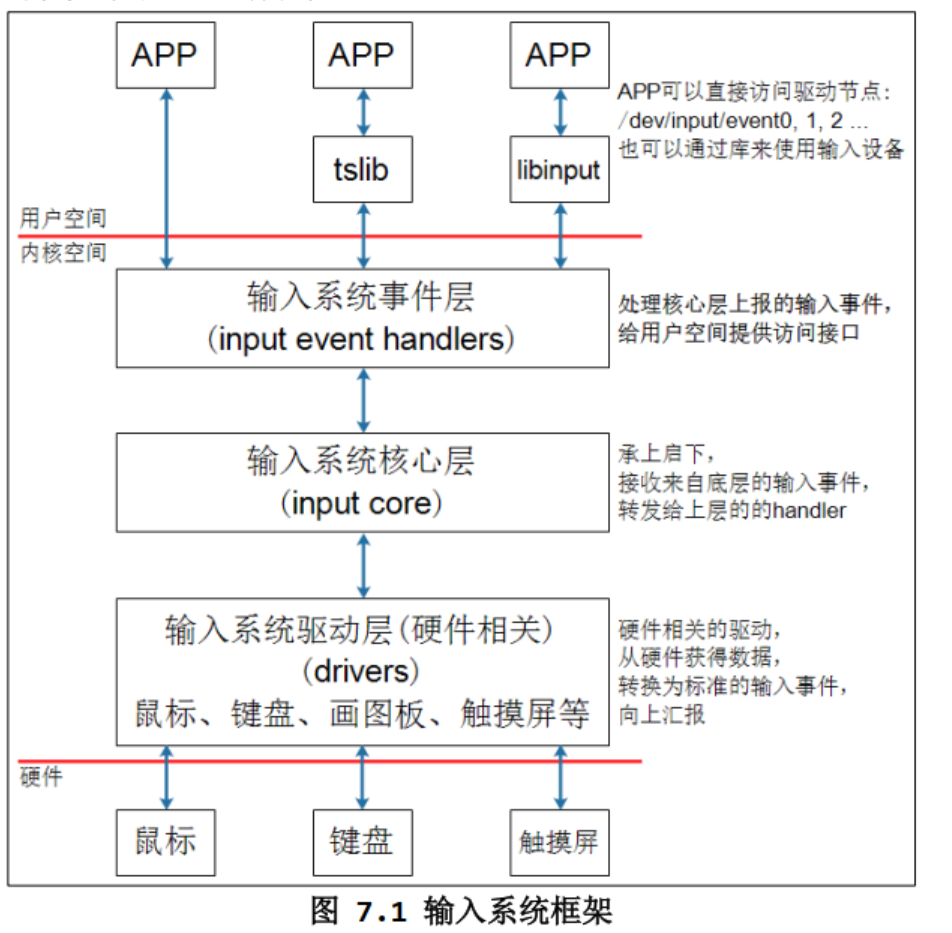 APP
APP
APP
APP可以直接访问驱动节点：
/dev/input/event0, 1, 2 ...
也可以通过库来使用输入设备
tslib
libinput
用户空间
内核空间
输入系统事件层
(input event handlers)
处理核心层上报的输入事件，
给用户空间提供访问接口
输入系统核心层
(input core)
承上启下，
接收来自底层的输入事件，
转发给上层的的handler
输入系统驱动层(硬件相关)
(drivers)
鼠标、键盘、画图板、触摸屏等
硬件相关的驱动，
从硬件获得数据，
转换为标准的输入事件，
向上汇报
硬件
鼠标
键盘
触摸屏
图 7.1 输入系统框架